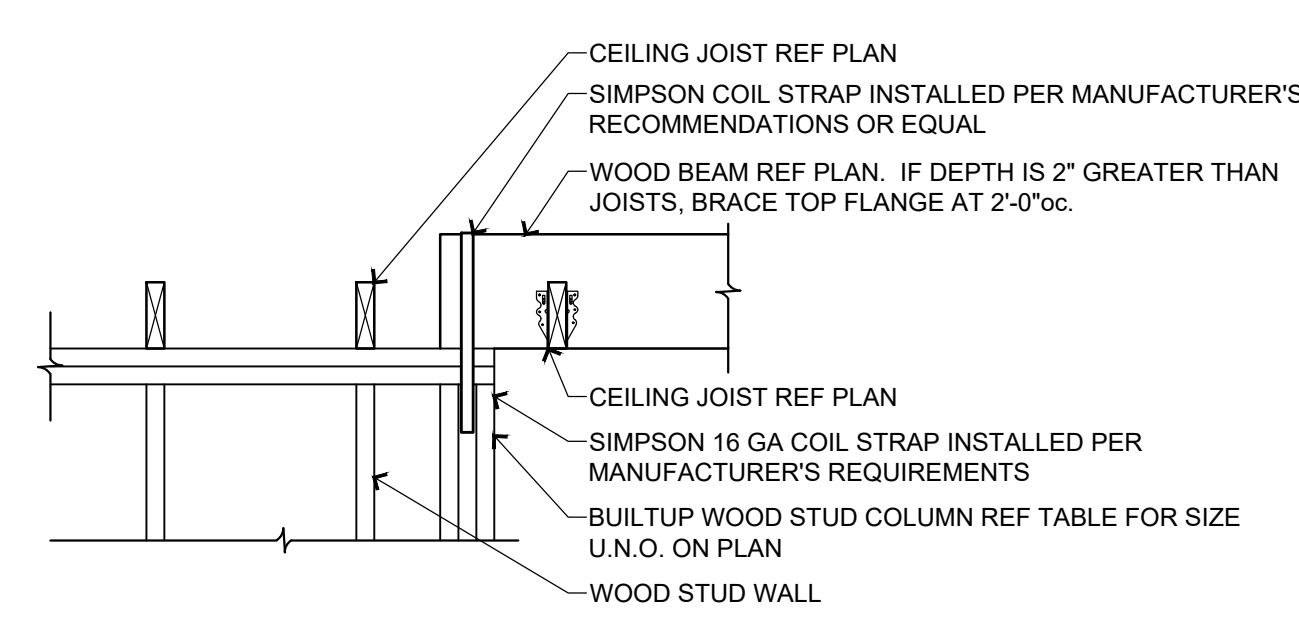 CEILING JOIST REF PLAN
SIMPSON COIL STRAP INSTALLED PER MANUFACTURER'S
RECOMMENDATIONS OR EQUAL
WOOD BEAM REF PLAN.  IF DEPTH IS 2" GREATER THAN
JOISTS, BRACE TOP FLANGE AT 2'-0"oc.
CEILING JOIST REF PLAN
SIMPSON 16 GA COIL STRAP INSTALLED PER
MANUFACTURER'S REQUIREMENTS
BUILTUP WOOD STUD COLUMN REF TABLE FOR SIZE
U.N.O. ON PLAN
WOOD STUD WALL